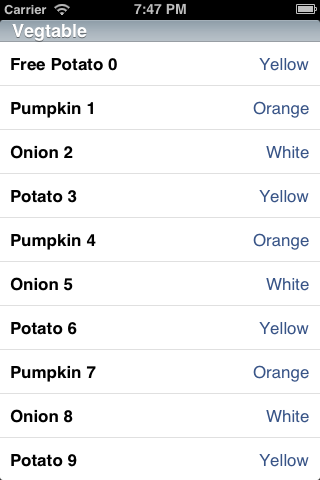 Carrier 7:47 PM
Vegtable
Free Potato 0 Yellow
Pumpkin 1 Orange
Onion 2 White
Potato 3 Yellow
Pumpkin 4 Orange
Onion 5 White
Potato 6 Yellow
Pumpkin 7 Orange
Onion 8 White
Potato 9 Yellow